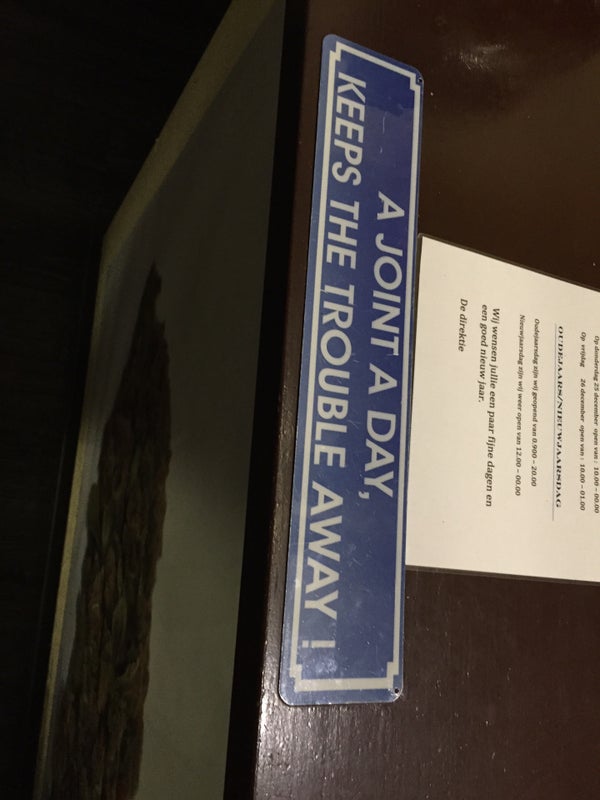 A JOINT A DAY,
KEEPS THE TROUBLE AWAY !
Op donderdag 25 december open van : 10.00 – 00.00
Op vrijdag 26 december open van : 10.00 – 01.00
OUDEJAARS/NIEUWJAARSDAG
Oudejaarsdag zijn wij geopend van 0.900 – 20.00
Nieuwjaarsdag zijn wij weer open van 12.00 – 00.00
Wij wensen jullie een paar fijne dagen en
een goed nieuw jaar.
De direktie